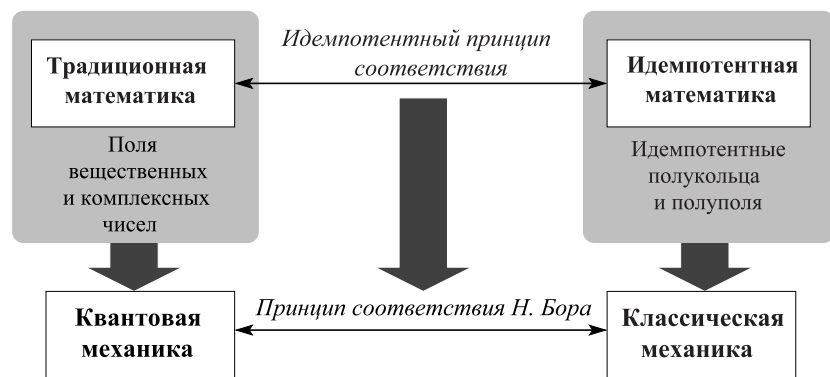 Идемпотентный принцип
соответствия
Традиционная
математика
Идемпотентная
математика
Поля
вещественных
и комплексных
чисел
Идемпотентные
полукольца
и полуполя
Принцип соответствия Н. Бора
Квантовая
механика
Классическая
механика